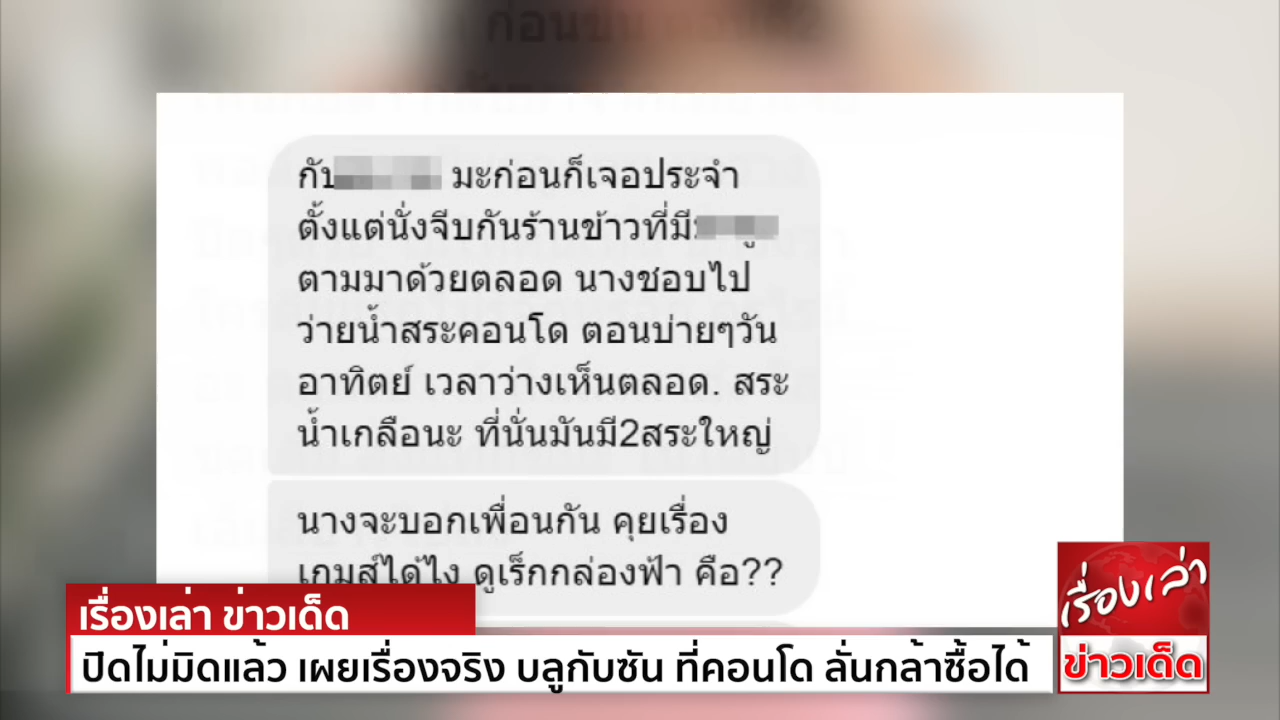 กับ มะก่อนก็เจอประจำ
ตั้งแต่นั่งจีบกันร้านข้าวที่มี
ตามมาด้วยตลอด นางชอบไป
ว่ายน้ำสระคอนโด ตอนบ่ายๆวัน
อาทิตย์ เวลาว่างเห็นตลอด. สระ
น้ำเกลือนะ ที่นั่นมันมี2สระใหญ่
นางจะบอกเพื่อนกัน คุยเรื่อง
เกมส์ได้ไง ดูเร็กกล่องฟ้า คือ??
เรื่องเล่า ข่าวเด็ด
ปิดไม่มิดแล้ว เผยเรื่องจริง บลูกับซัน ที่คอนโด ลั่นกล้าซื้อได้
เรื่องเล่า
ข่าวเด็ด